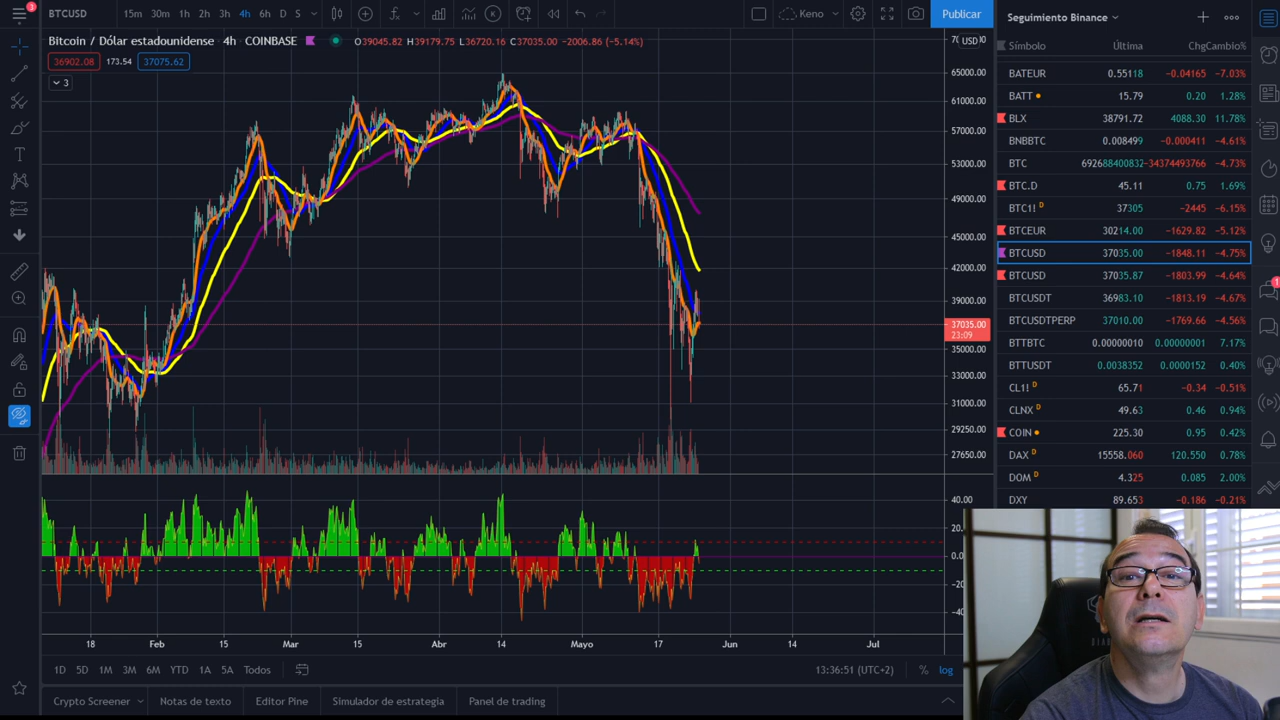 3
BTCUSD 15m 30m 1h 2h 3h 4h 6h D S Keno Publicar
Bitcoin / Dólar estadounidense · 4h · COINBASE O39045.82 H39179.75 L36720.16 C37035.00 −2006.86 (−5.14%)
36902.08 173.54 37075.62
3
USD
65000.00
61000.00
57000.00
53000.00
49000.00
45000.00
42000.00
39000.00
37035.00
23:09
35000.00
33000.00
31000.00
29250.00
27650.00
40.00
18 Feb 15 Mar 15 Abr 14 Mayo 17 Jun 14 Jul
1D 5D 1M 3M 6M YTD 1A 5A Todos 13:36:51 (UTC+2) % log
Crypto Screener Notas de texto Editor Pine Simulador de estrategia Panel de trading
Seguimiento Binance
Símbolo Última Chg Cambio%
BATEUR 0.55118 −0.04165 −7.03%
BATT 15.79 0.20 1.28%
BLX 38791.72 4088.30 11.78%
BNBBTC 0.008499 −0.000411 −4.61%
BTC 692688400832 −34374493766 −4.73%
BTC.D 45.11 0.75 1.69%
BTC1! D 37305 −2445 −6.15%
BTCEUR 30214.00 −1629.82 −5.12%
BTCUSD 37035.00 −1848.11 −4.75%
BTCUSD 37035.87 −1803.99 −4.64%
BTCUSDT 36983.10 −1813.19 −4.67%
BTCUSDTPERP 37010.00 −1769.66 −4.56%
BTTBTC 0.00000010 0.00000001 7.17%
BTTUSDT 0.0038352 0.0000152 0.40%
CL1! D 65.71 −0.34 −0.51%
CLNX D 49.63 0.46 0.94%
COIN 225.30 0.95 0.42%
DAX D 15558.060 120.550 0.78%
DOM D 4.325 0.085 2.00%
DXY 89.653 −0.186 −0.21%
1